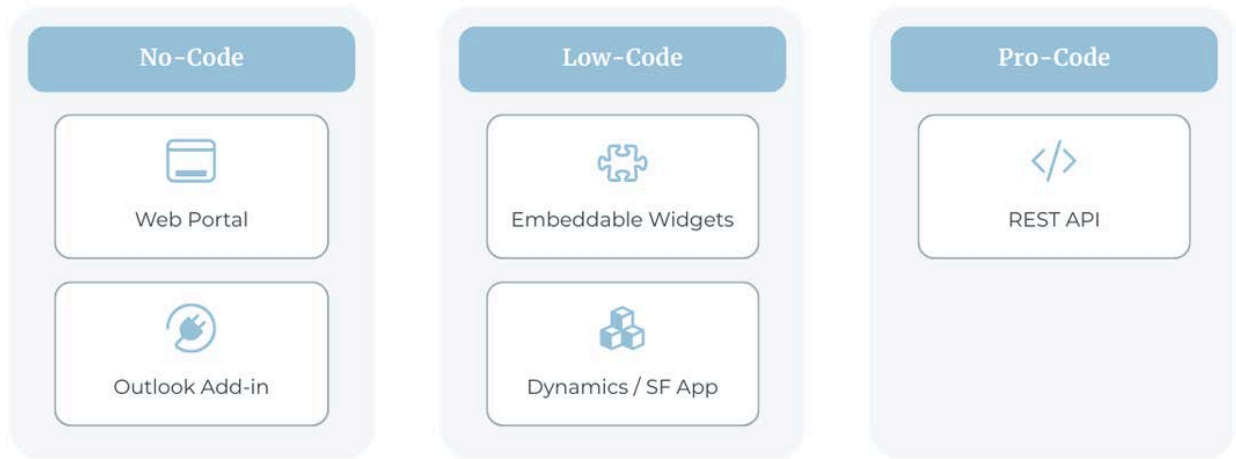 No-Code
Web Portal
Outlook Add-in
Low-Code
Embeddable Widgets
Dynamics / SF App
Pro-Code
REST API